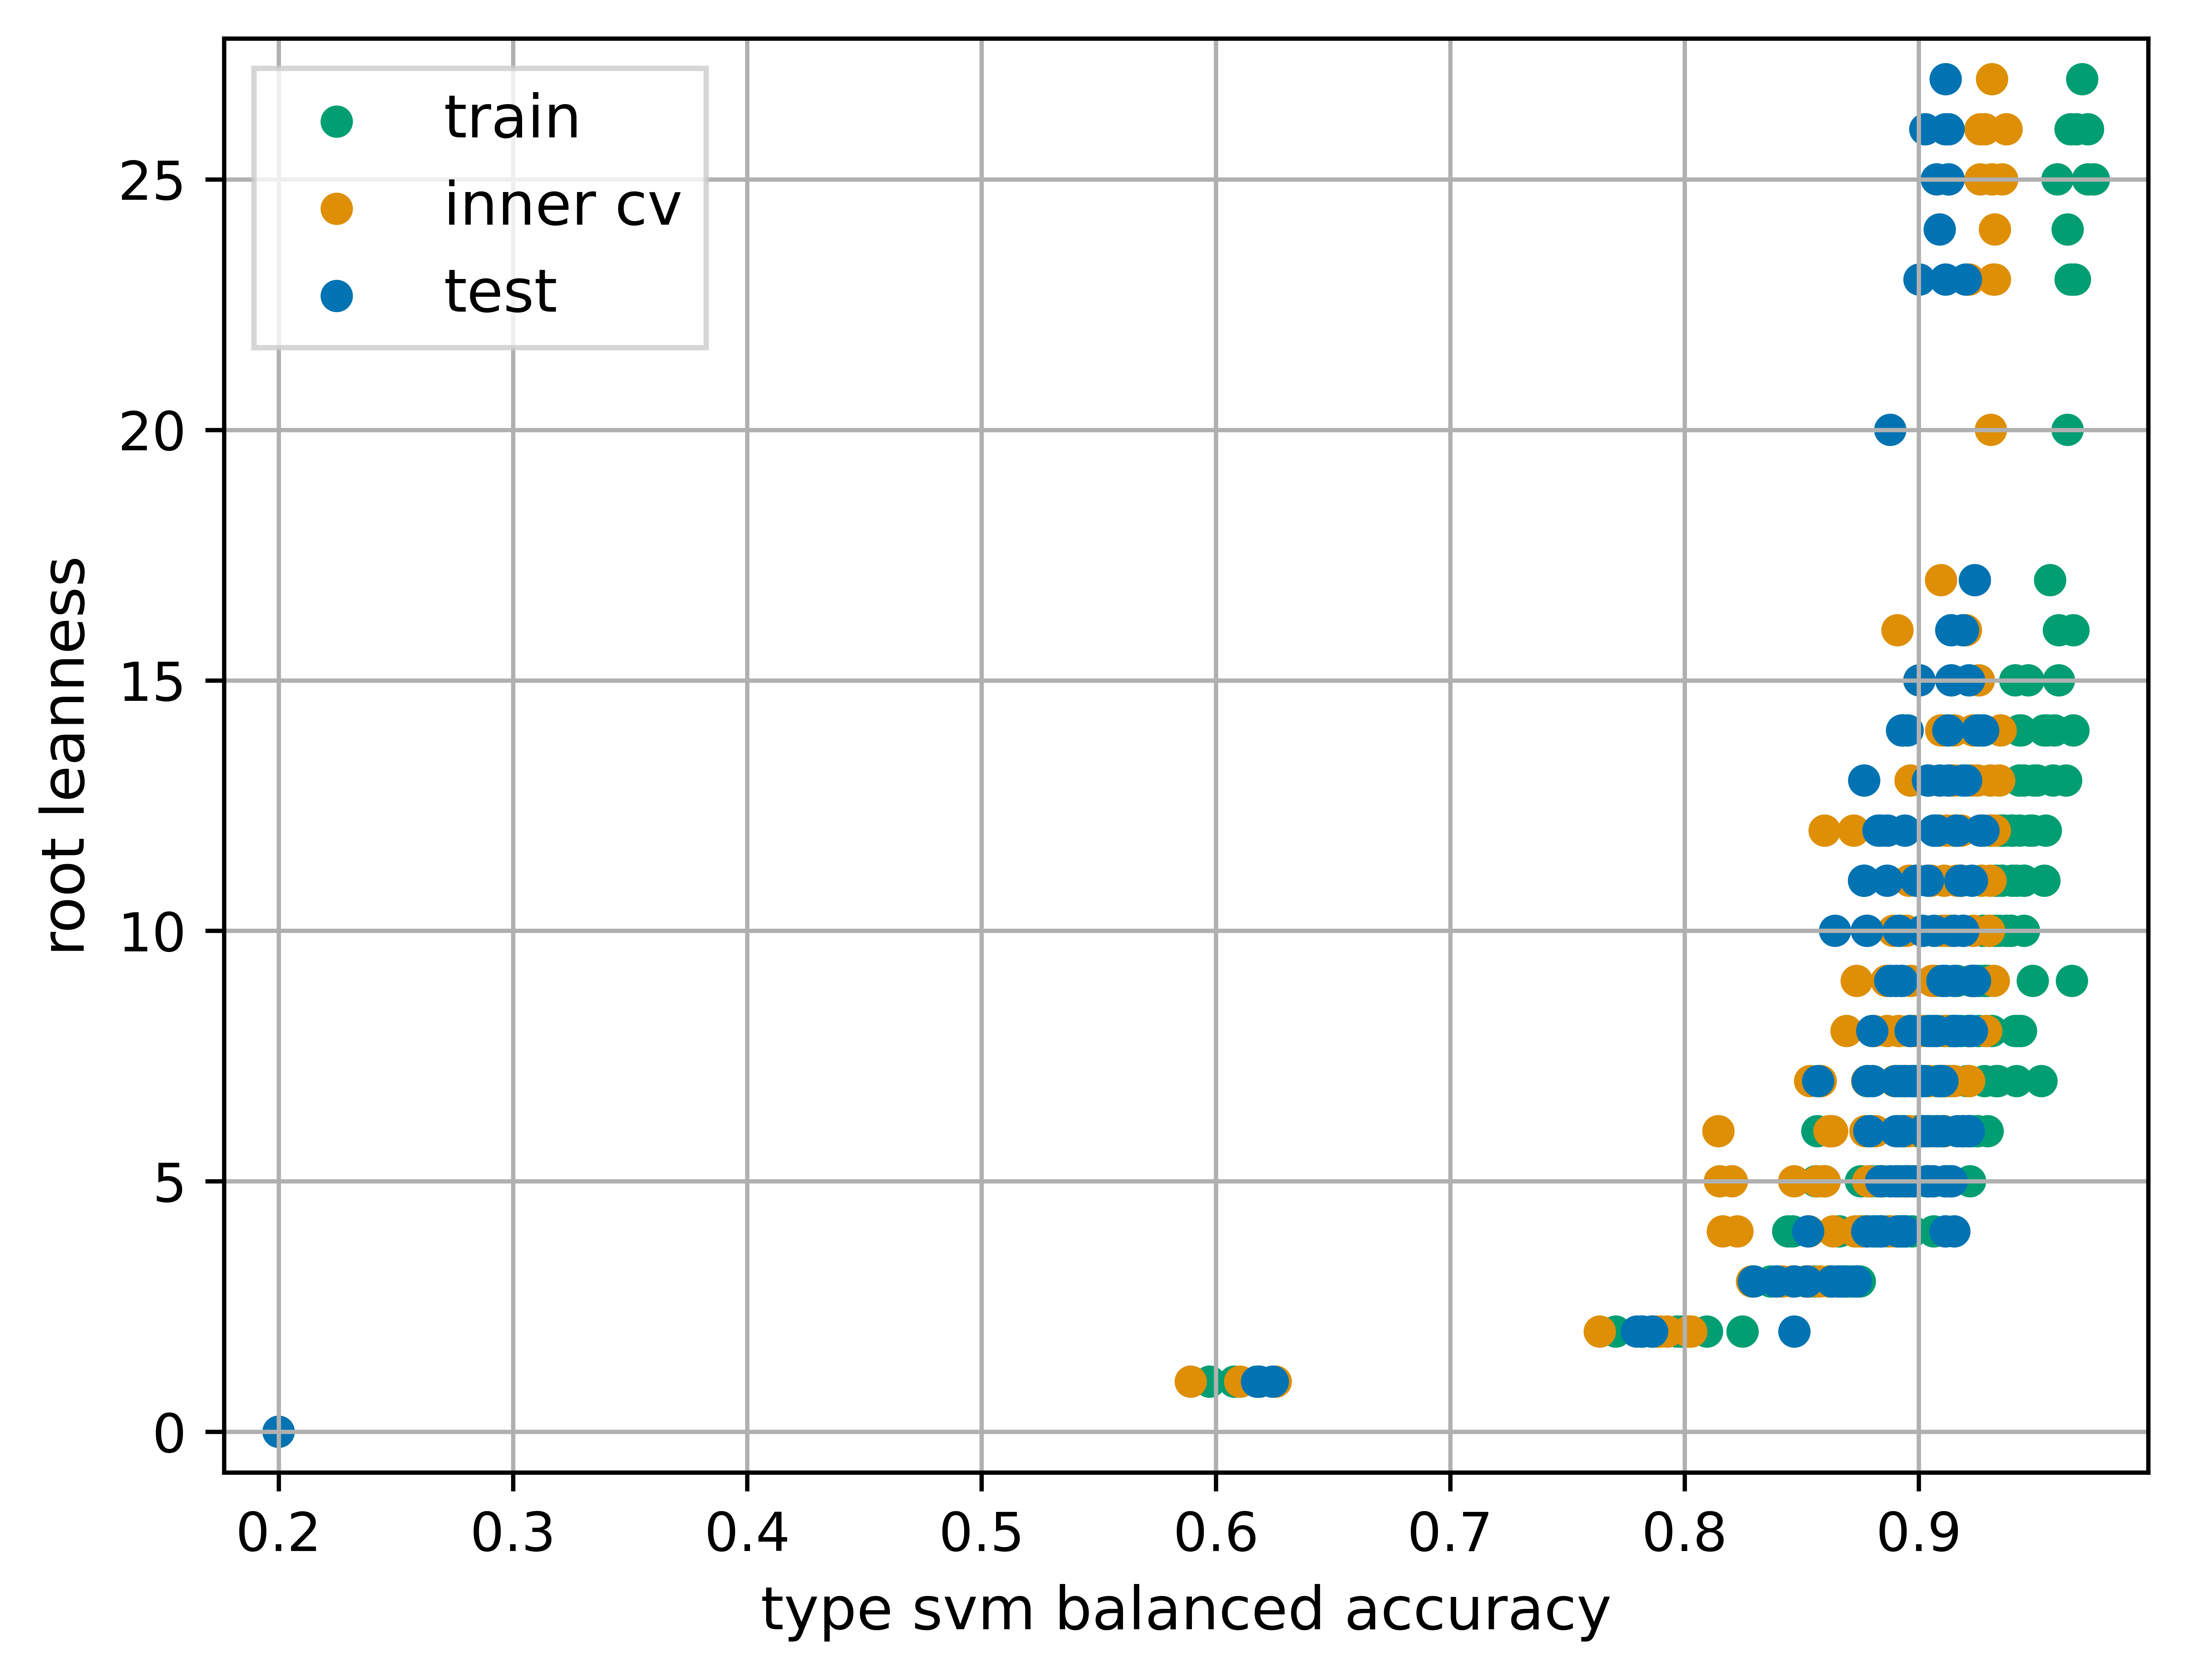 train
inner cv
test
25
20
15
10
5
0
root leanness
0.2 0.3 0.4 0.5 0.6 0.7 0.8 0.9
type svm balanced accuracy